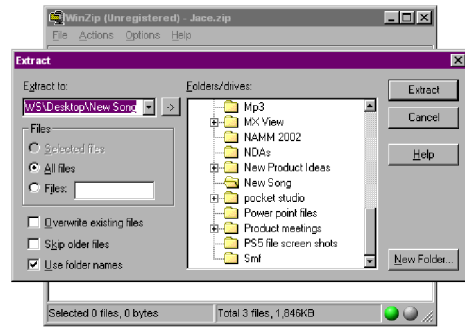 WinZip (Unregistered) - Jace.zip
File Actions Options Help
Extract
Extract to:
WS\Desktop\New Song
->
Files
Selected files
All files
Files:
Overwrite existing files
Skip older files
Use folder names
Folders/drives:
Mp3
MX View
NAMM 2002
NDAs
New Product Ideas
New Song
pocket studio
Power point files
Product meetings
PS5 file screen shots
Smf
Extract
Cancel
Help
New Folder...
Selected 0 files, 0 bytes
Total 3 files, 1,846KB